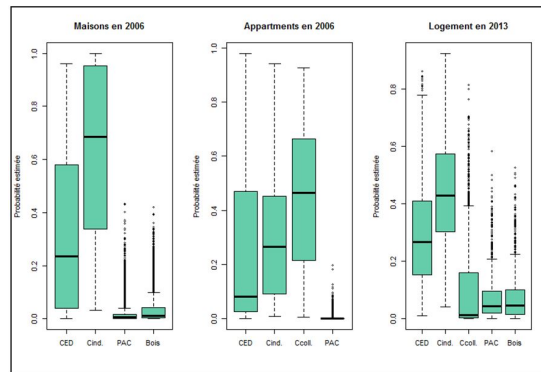 Maisons en 2006
Probabilité estimée
1.0
0.8
0.6
0.4
0.2
0.0
CED Cind. PAC Bois
Appartments en 2006
Probabilité estimée
1.0
0.8
0.6
0.4
0.2
0.0
CED Cind. Ccoll. PAC
Logement en 2013
Probabilité estimée
0.8
0.6
0.4
0.2
0.0
CED Cind. Ccoll. PAC Bois